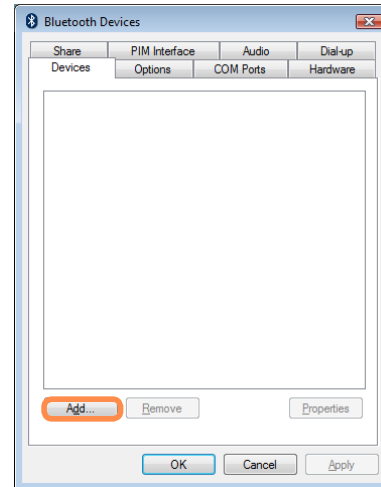 Bluetooth Devices
Share PIM Interface Audio Dial-up
Devices Options COM Ports Hardware
Add... Remove Properties
OK Cancel Apply